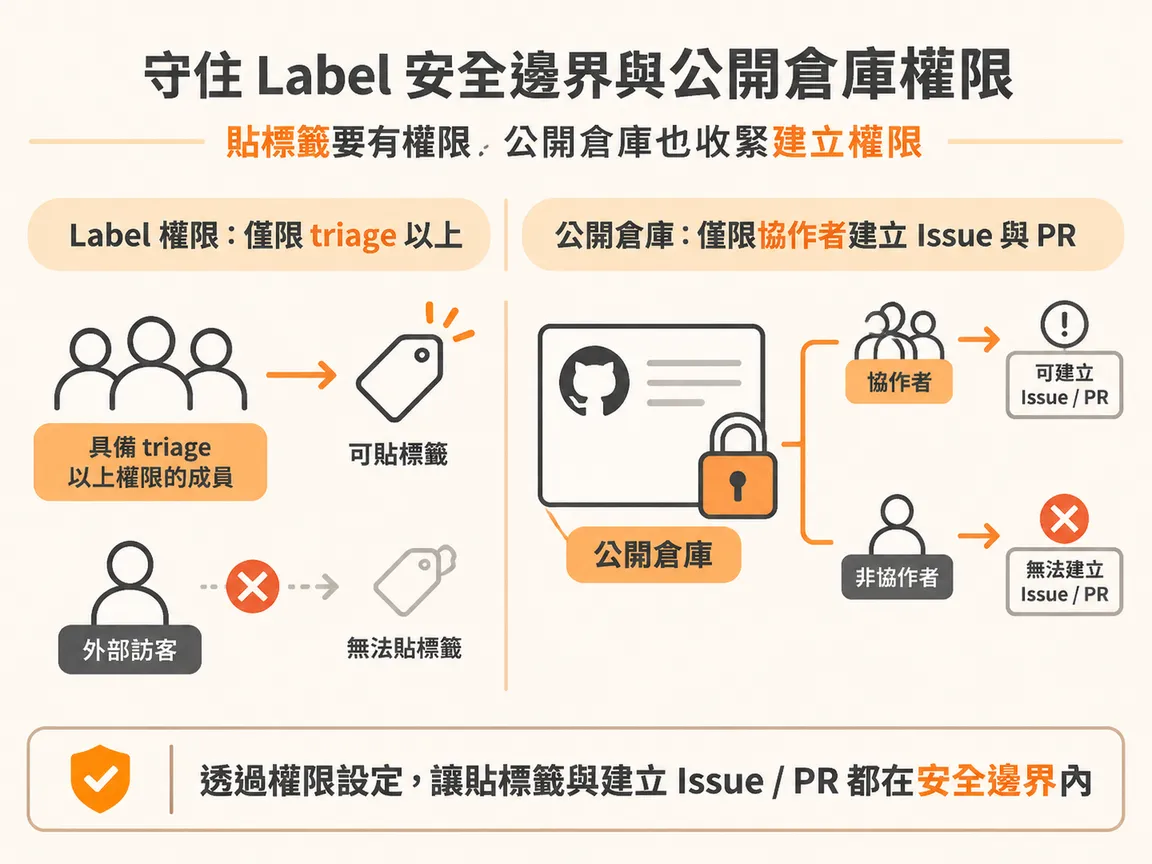 守住 Label 安全邊界與公開倉庫權限
貼標籤要有權限，公開倉庫也收緊建立權限
Label 權限：僅限 triage 以上
公開倉庫：僅限協作者建立 Issue 與 PR
具備 triage
以上權限的成員
可貼標籤
外部訪客
無法貼標籤
公開倉庫
協作者
可建立
Issue / PR
非協作者
無法建立
Issue / PR
透過權限設定，讓貼標籤與建立 Issue / PR 都在安全邊界內